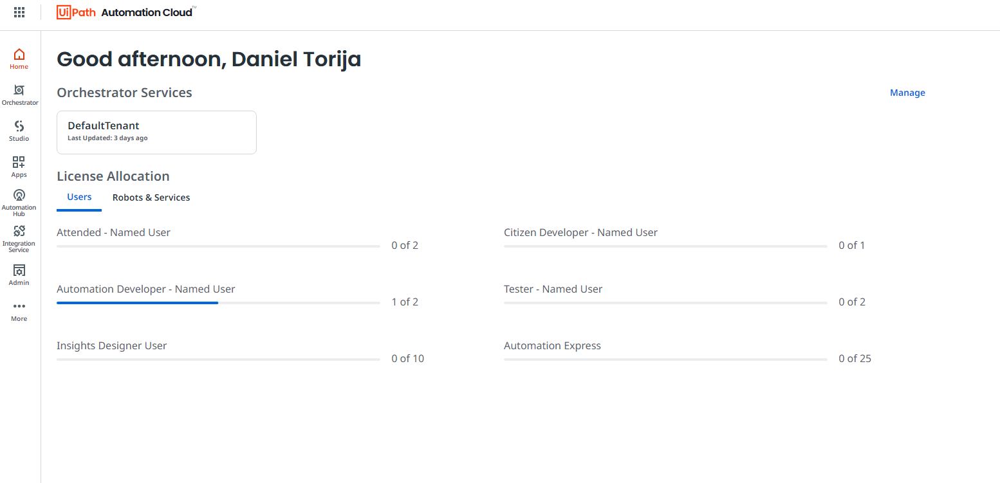 UiPath Automation Cloud™
Home
Orchestrator
Studio
Apps
Automation
Hub
Integration
Service
Admin
More
Good afternoon, Daniel Torija
Orchestrator Services
Manage
DefaultTenant
Last Updated: 3 days ago
License Allocation
Users Robots & Services
Attended - Named User
0 of 2
Citizen Developer - Named User
0 of 1
Automation Developer - Named User
1 of 2
Tester - Named User
0 of 2
Insights Designer User
0 of 10
Automation Express
0 of 25